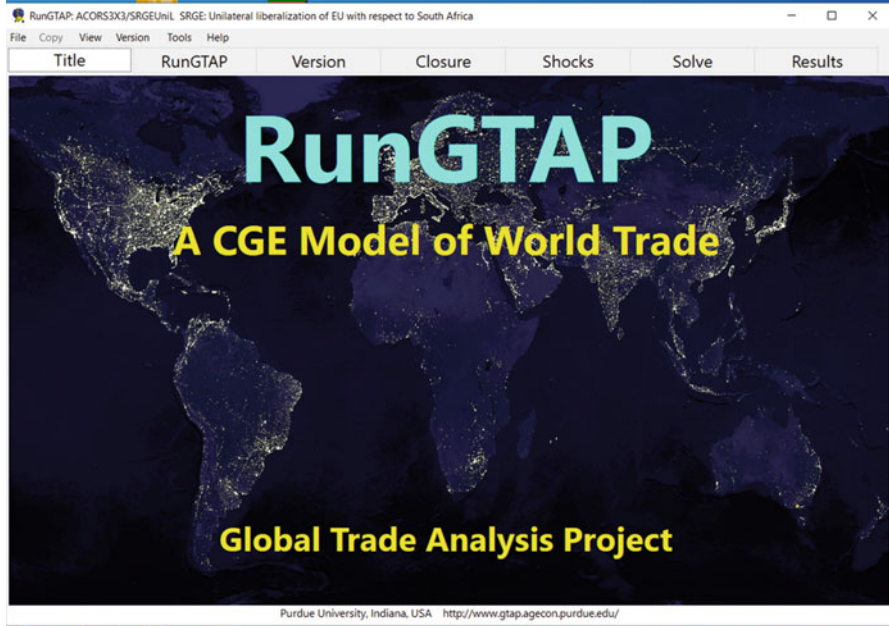 RunGTAP: ACORS3X3/SRGEUniL SRGE: Unilateral liberalization of EU with respect to South Africa
File Copy View Version Tools Help
Title RunGTAP Version Closure Shocks Solve Results
RunGTAP
A CGE Model of World Trade
Global Trade Analysis Project
Purdue University, Indiana, USA http://www.gtap.agecon.purdue.edu/